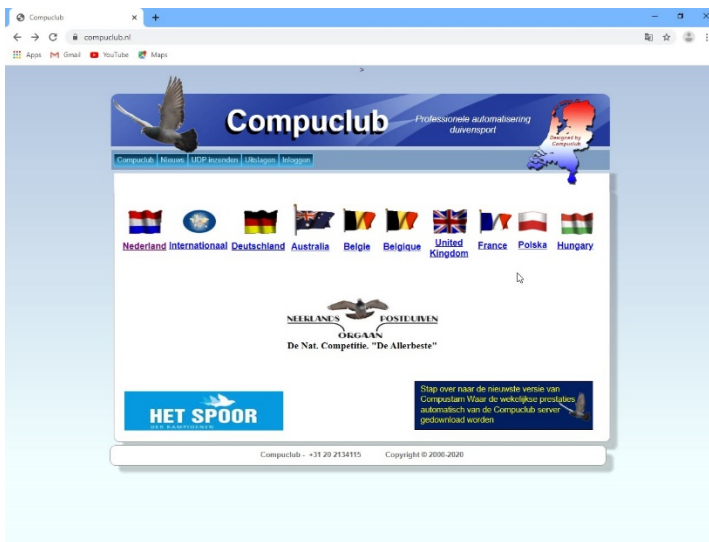 Compuclub
compuclub.nl
Apps Gmail YouTube Maps
>
Compuclub
Professionele automatisering
duivensport
Designed by
Compuclub
Compuclub Nieuws UDP inzenden Uitslagen Inloggen
Nederland Internationaal Deutschland Australia Belgie Belgique United Kingdom France Polska Hungary
NEERLANDS POSTDUIVEN
ORGAAN
De Nat. Competitie. "De Allerbeste"
Stap over naar de nieuwste versie van
Compustam Waar de wekelijkse prestaties
automatisch van de Compuclub server
gedownload worden
HET SPOOR
DER KAMPIOENEN
Compuclub - +31 20 2134115 Copyright © 2000-2020